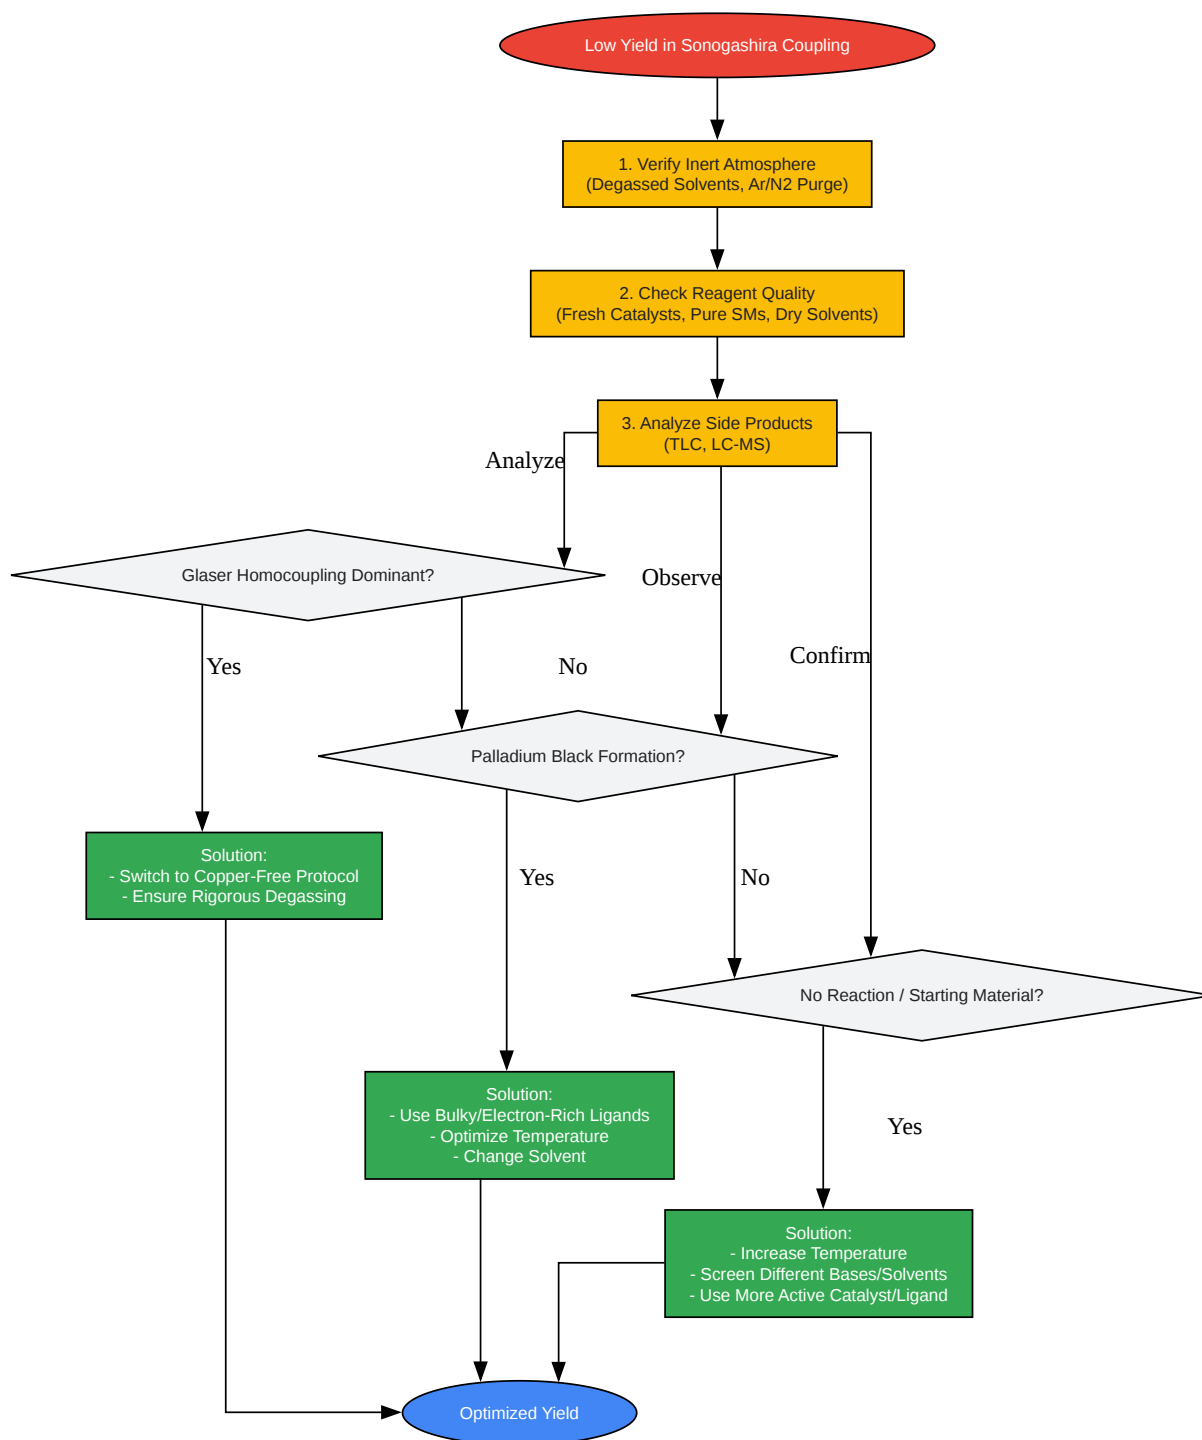 Low Yield in Sonogashira Coupling
1. Verify Inert Atmosphere
(Degassed Solvents, Ar/N2 Purge)
2. Check Reagent Quality
(Fresh Catalysts, Pure SMs, Dry Solvents)
3. Analyze Side Products
(TLC, LC-MS)
Analyze
Glaser Homocoupling Dominant?
Observe
Confirm
Yes
No
Palladium Black Formation?
Solution:
- Switch to Copper-Free Protocol
- Ensure Rigorous Degassing
Yes
No
No Reaction / Starting Material?
Solution:
- Use Bulky/Electron-Rich Ligands
- Optimize Temperature
- Change Solvent
Yes
Solution:
- Increase Temperature
- Screen Different Bases/Solvents
- Use More Active Catalyst/Ligand
Optimized Yield